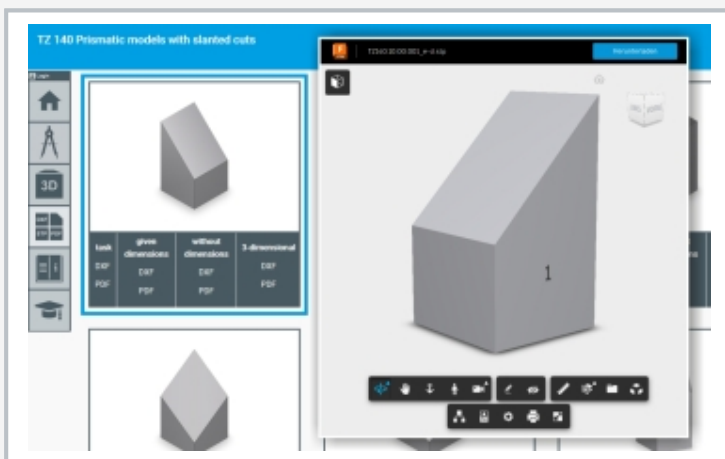 TZ 140 Prismatic models with slanted cuts
Herunterladen
3D
task
given dimensions
without dimensions
3-dimensional
DXF
DXF
DXF
DXF
PDF
PDF
PDF
PDF
1